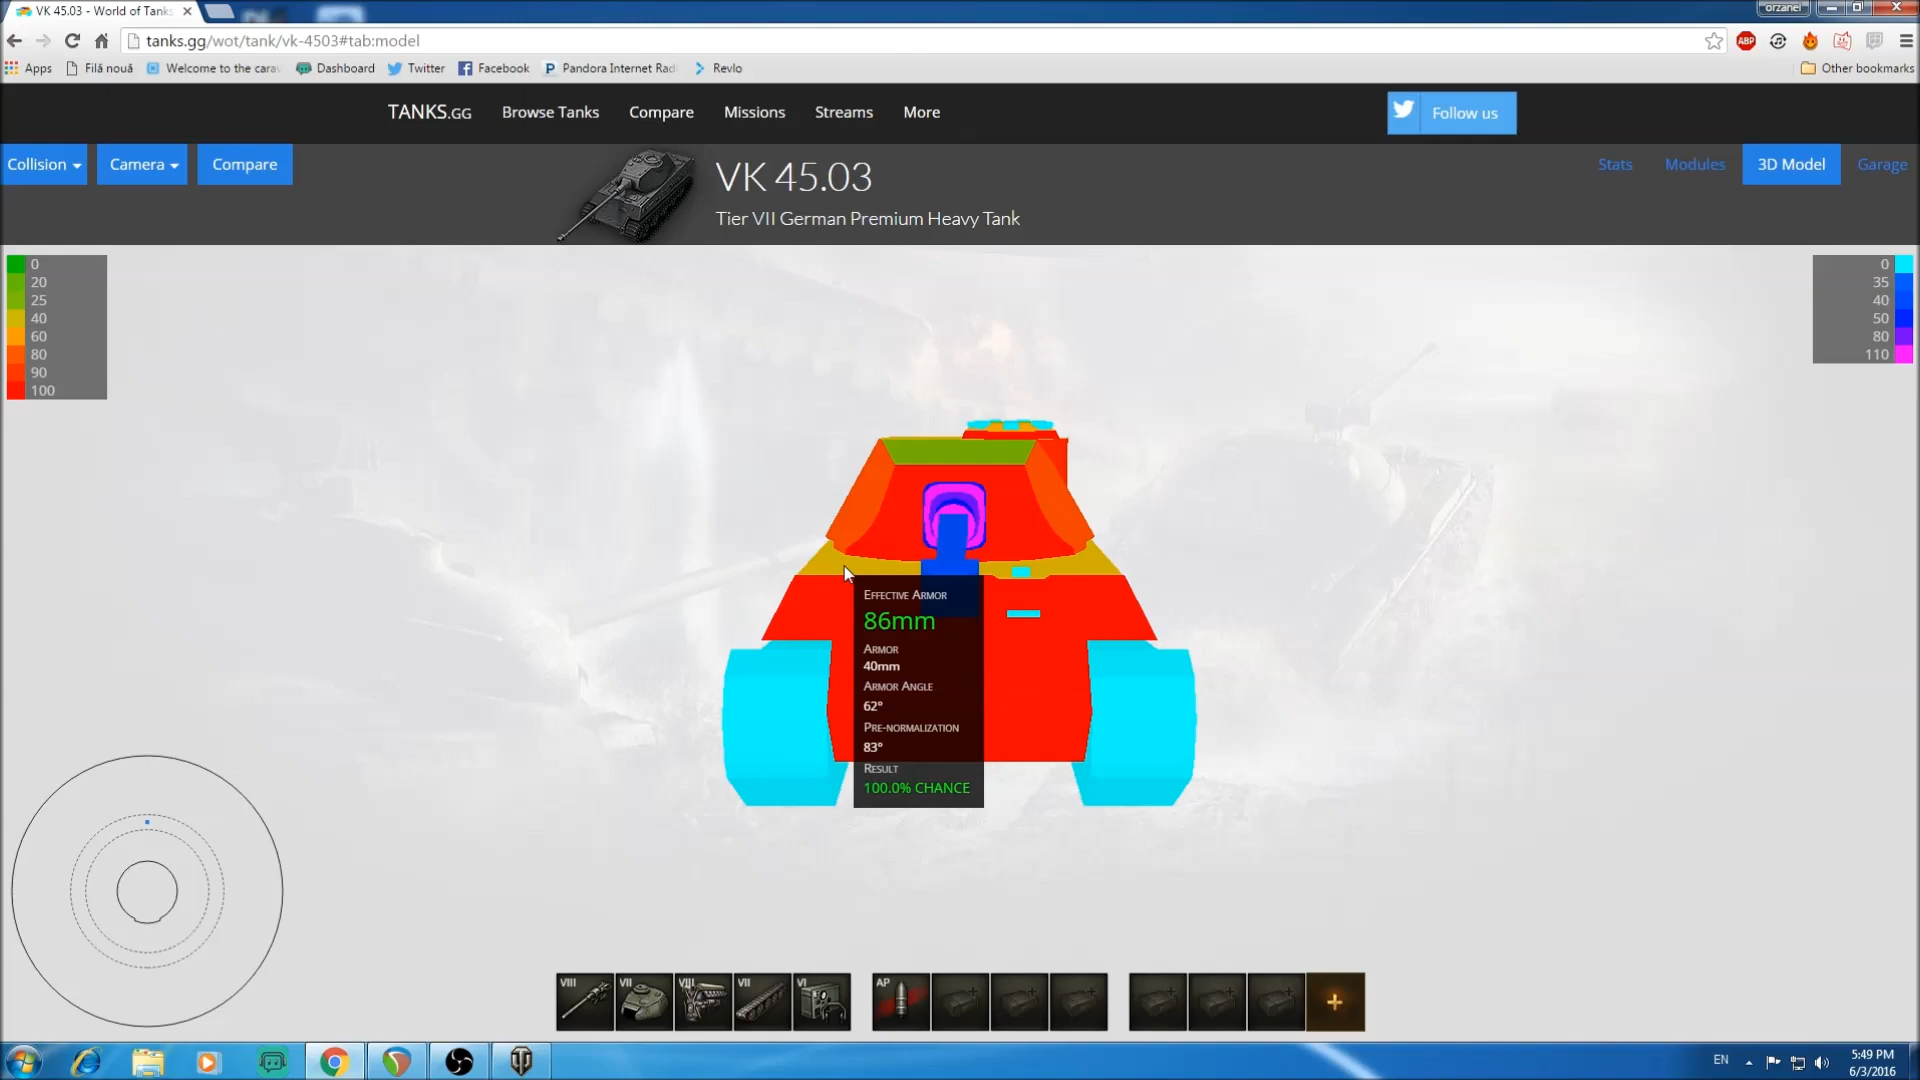 VK 45.03 - World of Tank
orzanel
tanks.gg/wot/tank/vk-4503#tab:model
ABP
Apps
Filă nouă
Welcome to the cara
Dashboard
Twitter
Facebook
Pandora Internet Rad
Revlo
Other bookmarks
TANKS.GG
Browse Tanks
Compare
Missions
Streams
More
Follow us
Collision
Camera
Compare
VK 45.03
Tier VII German Premium Heavy Tank
Stats
Modules
3D Model
Garage
0
20
25
40
60
80
90
100
0
35
40
50
80
110
EFFECTIVE ARMOR
86mm
ARMOR
40mm
ARMOR ANGLE
62°
PRE-NORMALIZATION
83°
RESULT
100.0% CHANCE
VIII
VII
VIII
VII
VI
AP
EN
5:49 PM
6/3/2016